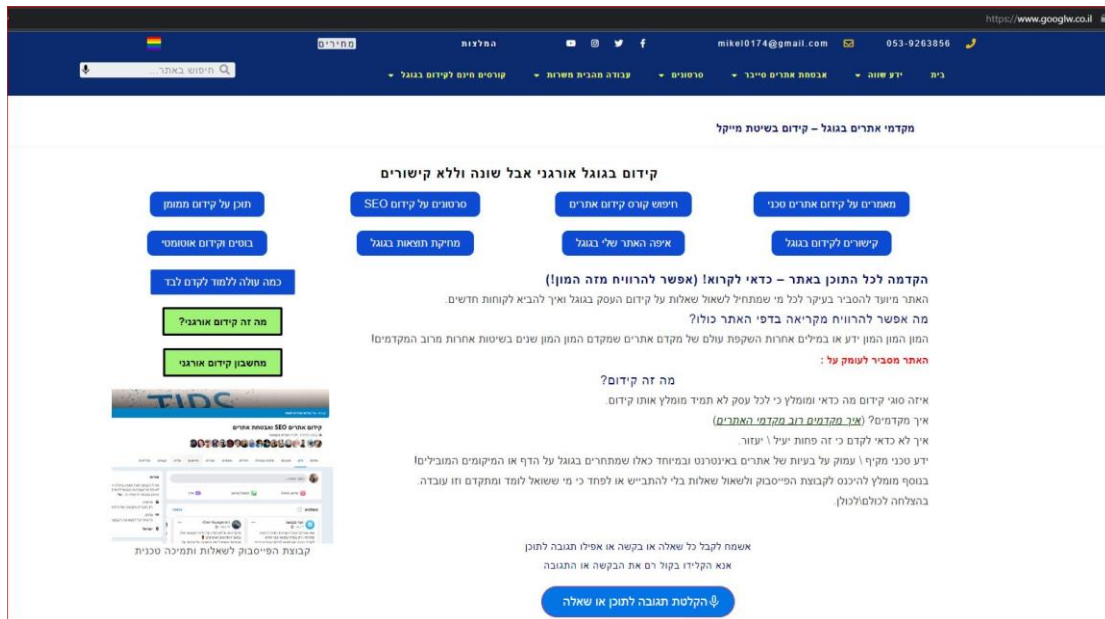 https://www.googlw.co.il
053-9263856
mikel0174@gmail.com
המלצות
מחירים
בית
ידע שווה
אבטחת אתרים סייבר
סרטונים
עבודה מהבית משרות
קורסים חינם לקידום בגוגל
חיפוש באתר...
מקדמי אתרים בגוגל – קידום בשיטת מייקל
קידום בגוגל אורגני אבל שונה וללא קישורים
מאמרים על קידום אתרים טכני
חיפוש קורס קידום אתרים
סרטונים על קידום SEO
תוכן על קידום ממומן
קישורים לקידום בגוגל
איפה האתר שלי בגוגל
מחיקת תוצאות בגוגל
בוטים וקידום אוטומטי
הקדמה לכל התוכן באתר – כדאי לקרוא! (אפשר להרוויח מזה המון!)
האתר מיועד להסביר בעיקר לכל מי שמתחיל לשאול שאלות על קידום העסק בגוגל ואיך להביא לקוחות חדשים.
מה אפשר להרוויח מקריאה בדפי האתר כולו?
המון המון המון ידע או במילים אחרות השקפת עולם של מקדם אתרים שמקדם המון המון שנים בשיטות אחרות מרוב המקדמים!
האתר מסביר לעומק על :
מה זה קידום?
איזה סוגי קידום מה כדאי ומומלץ כי לכל עסק לא תמיד מומלץ אותו קידום.
איך מקדמים? (איך מקדמים רוב מקדמי האתרים)
איך לא כדאי לקדם כי זה פחות יעיל \ יעזור.
ידע טכני מקיף \ עמוק על בעיות של אתרים באינטרנט ובמיוחד כאלו שמתחרים בגוגל על הדף או המיקומים המובילים!
בנוסף מומלץ להיכנס לקבוצת הפייסבוק ולשאול שאלות בלי להתבייש או לפחד כי מי ששואל לומד ומתקדם וזו עובדה.
בהצלחה לכולם\לכולן.
כמה עולה ללמוד לקדם לבד
מה זה קידום אורגני?
מחשבון קידום אורגני
TIPS
קידום אתרים SEO ואבטחת אתרים
קבוצת הפייסבוק לשאלות ותמיכה טכנית
אשמח לקבל כל שאלה או בקשה או אפילו תגובה לתוכן
אנא הקלידו בקול רם את הבקשה או התגובה
הקלטת תגובה לתוכן או שאלה